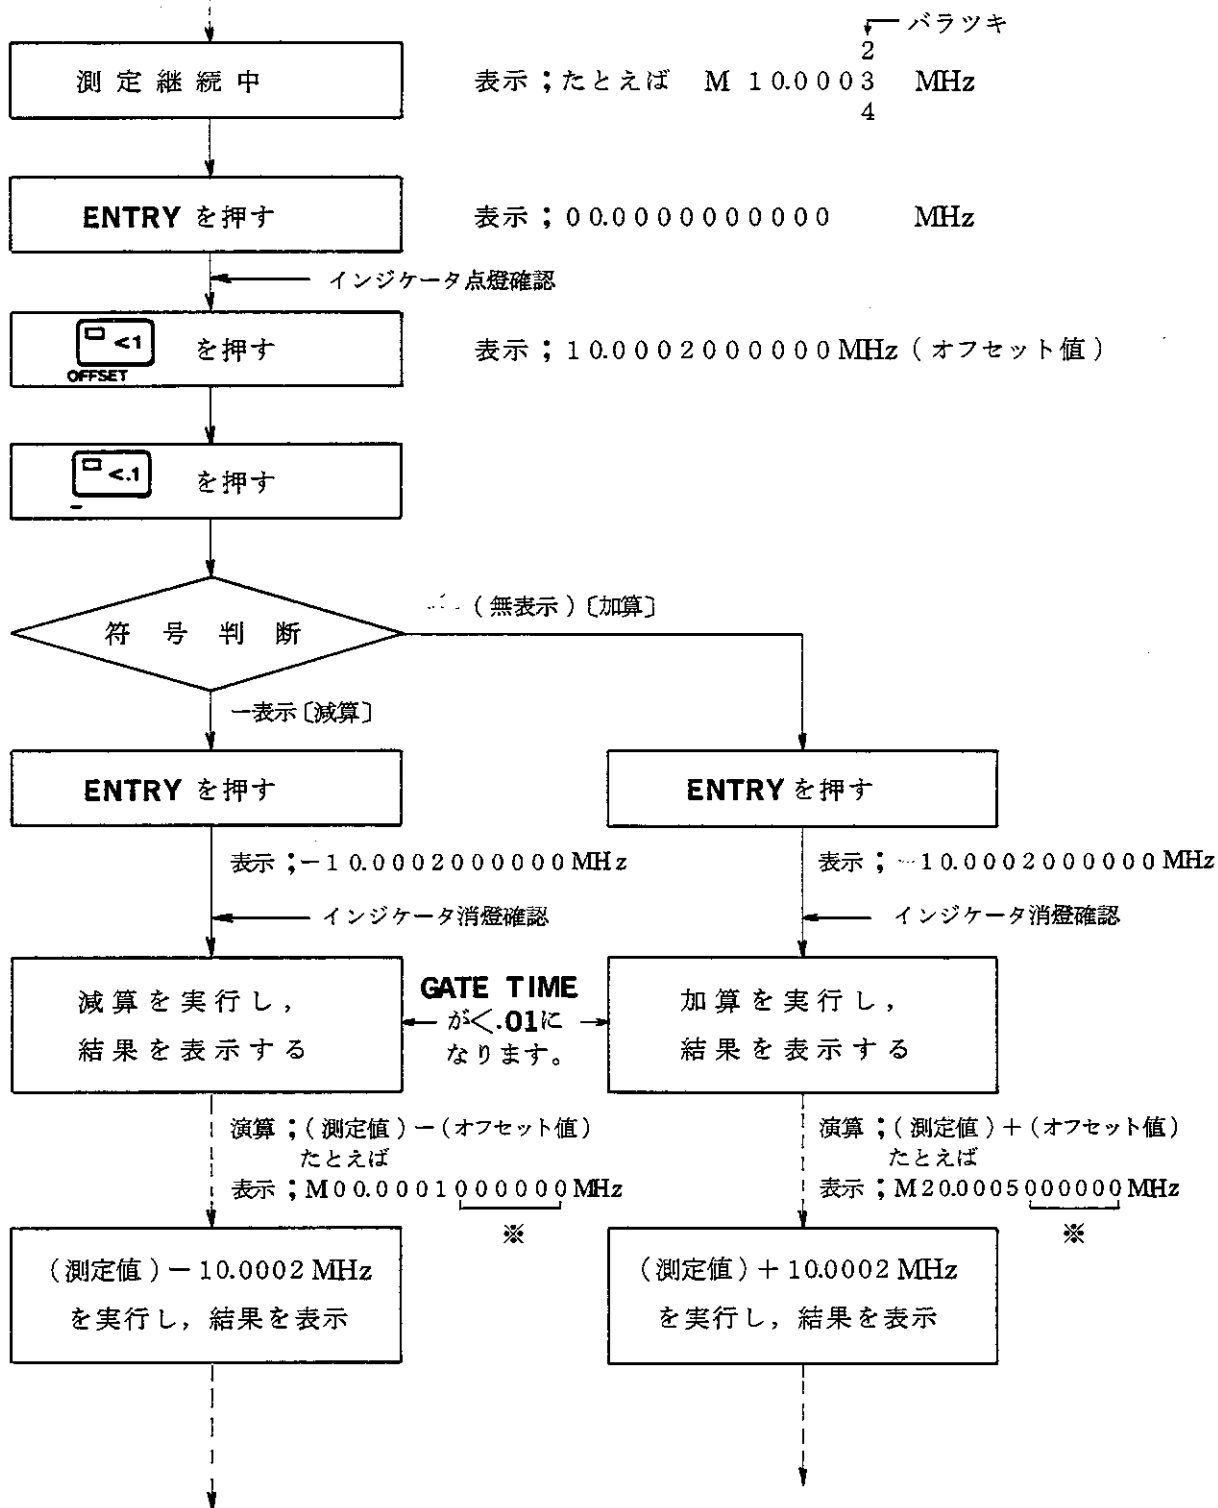 バラツキ
2
測定継続中
表示；たとえば M 10.0003 MHz
4
ENTRY を押す
表示；00.0000000000 MHz
インジケータ点燈確認
<1 を押す
OFFSET
表示；10.0002000000MHz（オフセット値）
<.1 を押す
−
（無表示）〔加算〕
符号判断
−表示〔減算〕
ENTRY を押す
ENTRY を押す
表示；−10.0002000000MHz
表示； 10.0002000000MHz
インジケータ消燈確認
インジケータ消燈確認
減算を実行し，
結果を表示する
GATE TIME
が<.01に
なります。
加算を実行し，
結果を表示する
演算；（測定値）−（オフセット値）
たとえば
表示；M00.0001000000MHz
※
演算；（測定値）＋（オフセット値）
たとえば
表示；M20.0005000000MHz
※
（測定値）− 10.0002 MHz
を実行し，結果を表示
（測定値）＋ 10.0002 MHz
を実行し，結果を表示